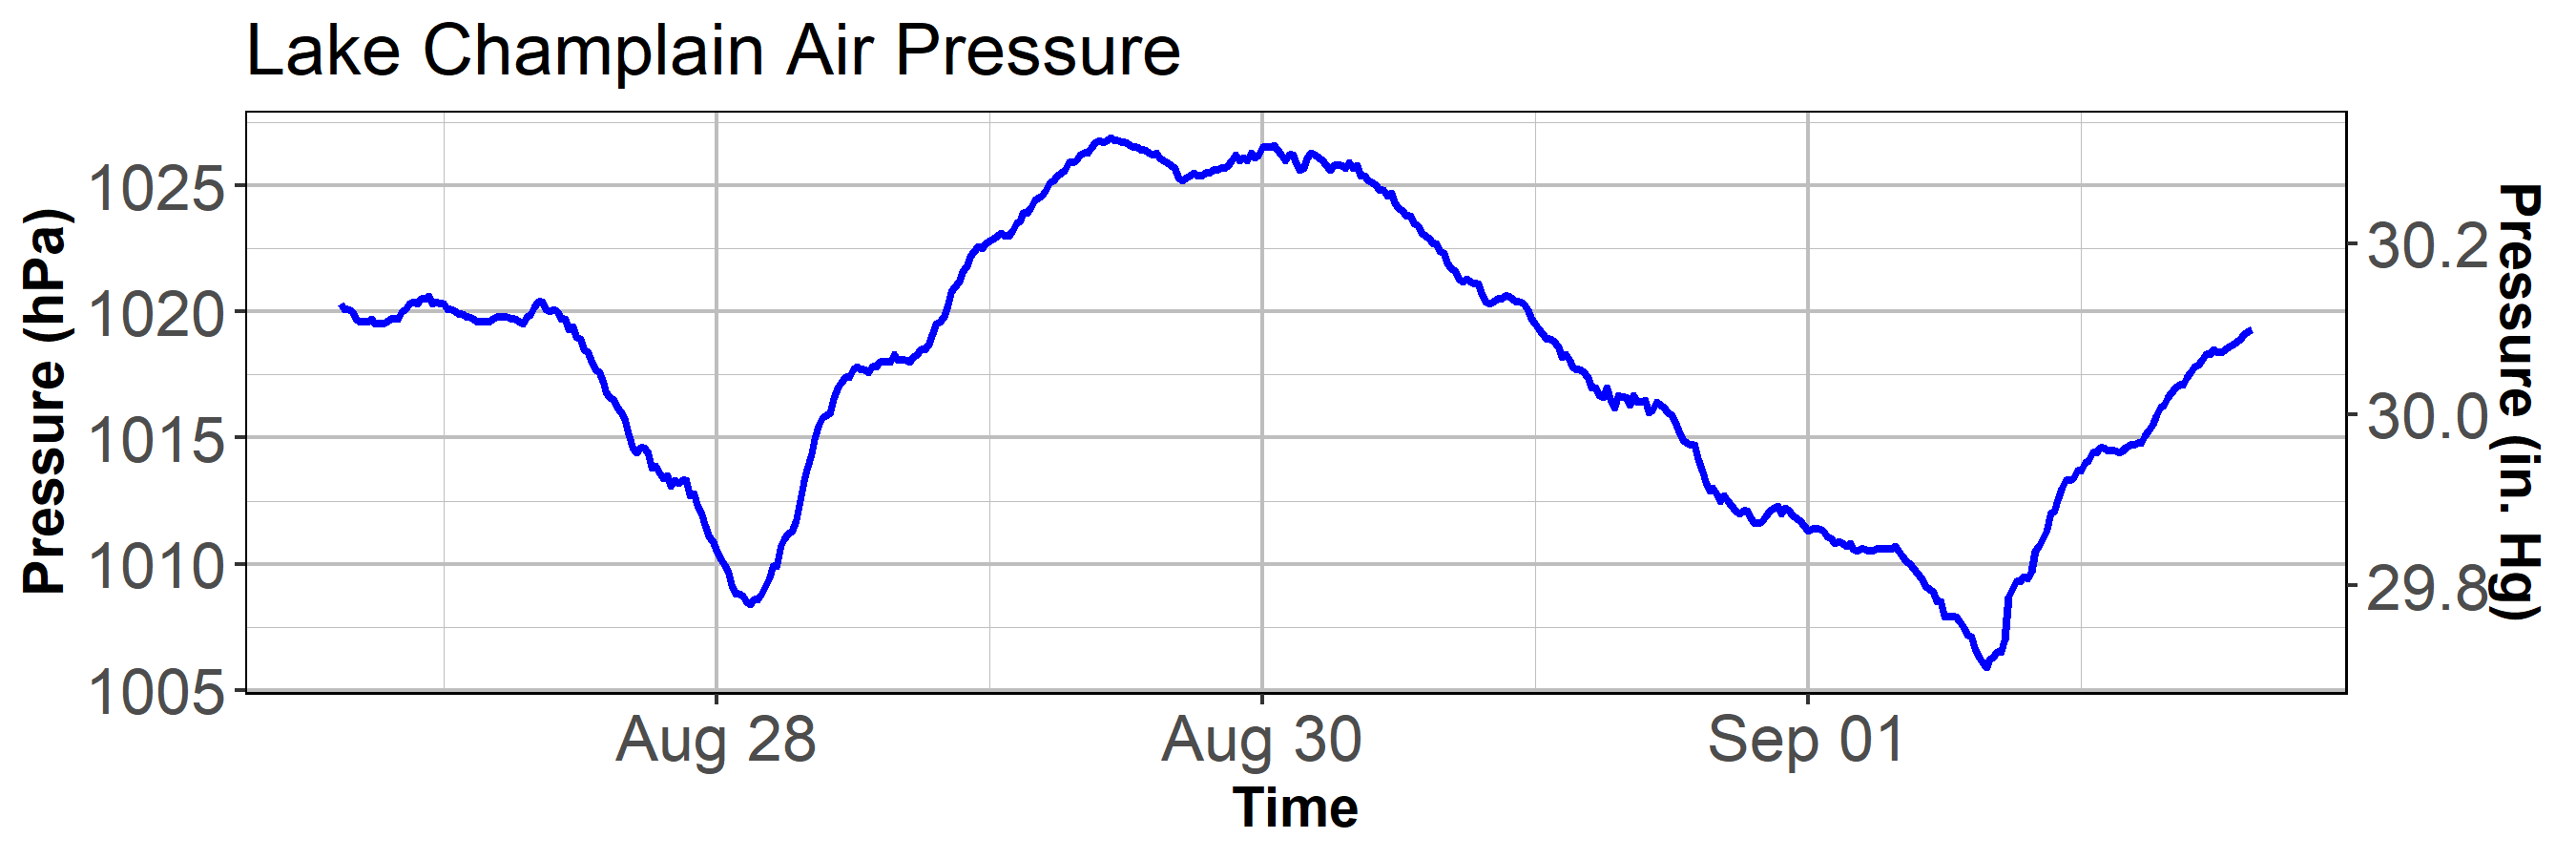 Lake Champlain Air Pressure
Pressure (hPa)
1025
1020
1015
1010
1005
30.2
30.0
29.8
Pressure (in. Hg)
Aug 28
Aug 30
Sep 01
Time